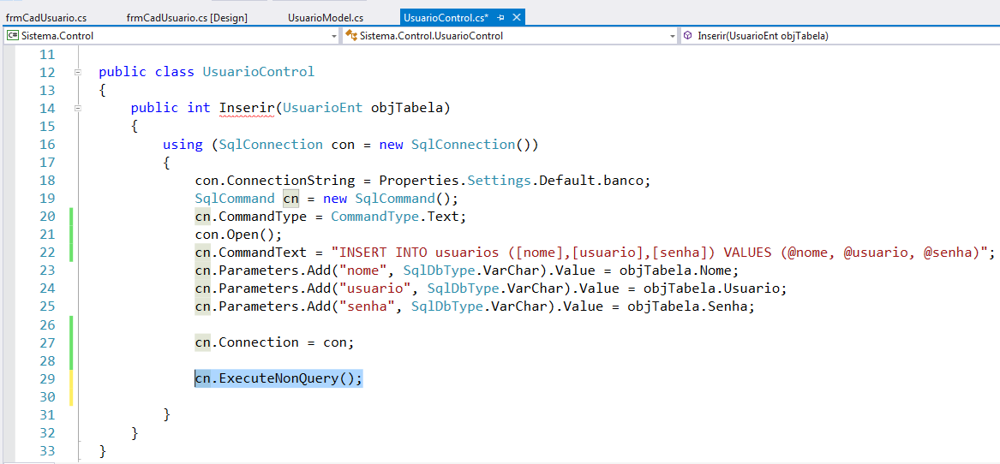 frmCadUsuario.cs frmCadUsuario.cs [Design] UsuarioModel.cs UsuarioControl.cs*
C# Sistema.Control Sistema.Control.UsuarioControl Inserir(UsuarioEnt objTabela)
11
12 public class UsuarioControl
13 {
14 public int Inserir(UsuarioEnt objTabela)
15 {
16 using (SqlConnection con = new SqlConnection())
17 {
18 con.ConnectionString = Properties.Settings.Default.banco;
19 SqlCommand cn = new SqlCommand();
20 cn.CommandType = CommandType.Text;
21 con.Open();
22 cn.CommandText = "INSERT INTO usuarios ([nome],[usuario],[senha]) VALUES (@nome, @usuario, @senha)";
23 cn.Parameters.Add("nome", SqlDbType.VarChar).Value = objTabela.Nome;
24 cn.Parameters.Add("usuario", SqlDbType.VarChar).Value = objTabela.Usuario;
25 cn.Parameters.Add("senha", SqlDbType.VarChar).Value = objTabela.Senha;
26
27 cn.Connection = con;
28
29 cn.ExecuteNonQuery();
30
31 }
32 }
33 }